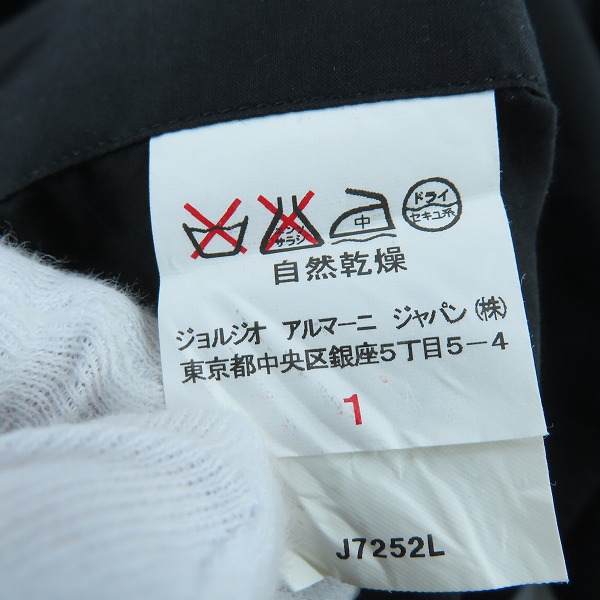 エンソ
サラシ
中
ドライ
セキユ系
自然乾燥
ジョルジオ アルマーニ ジャパン(株)
東京都中央区銀座5丁目5-4
1
J7252L